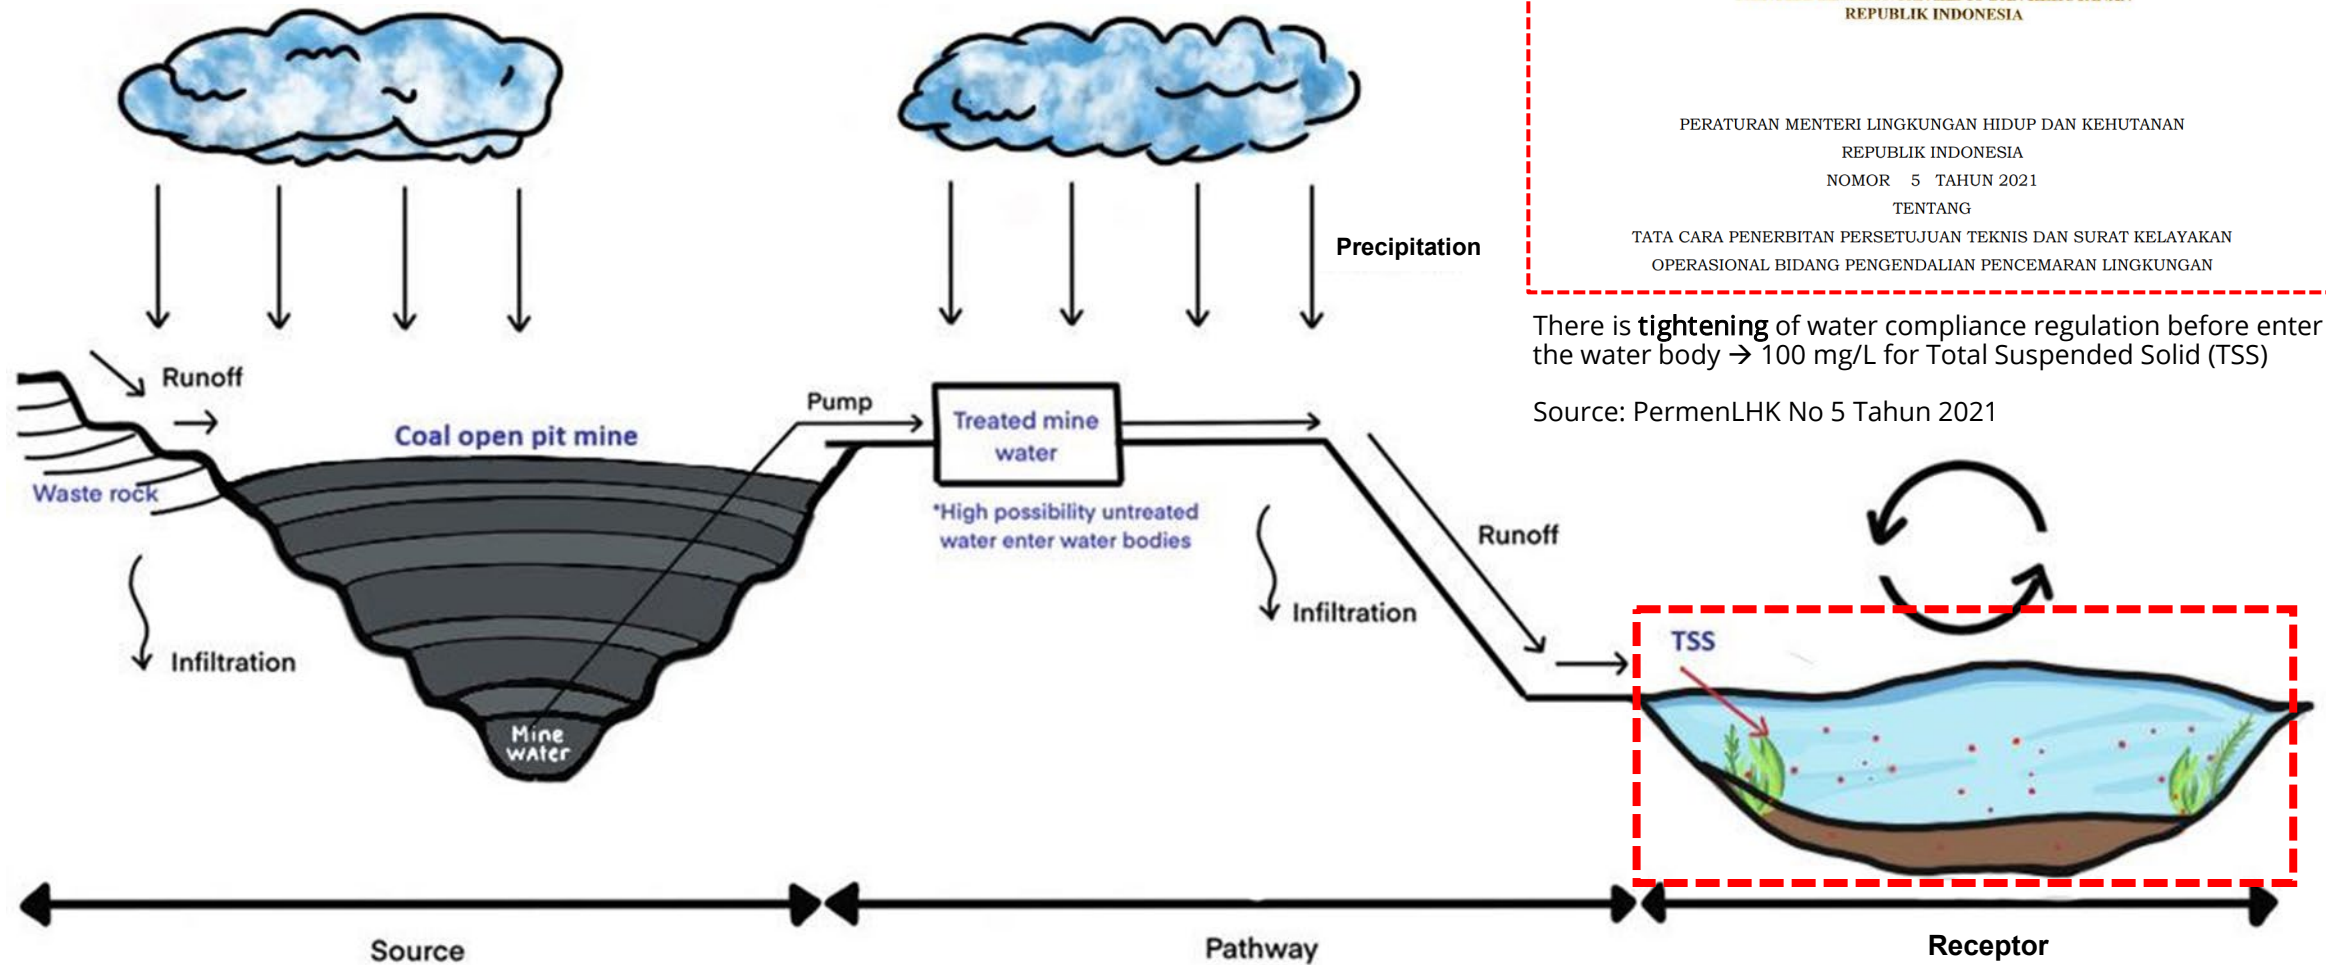 REPUBLIK INDONESIA
PERATURAN MENTERI LINGKUNGAN HIDUP DAN KEHUTANAN
REPUBLIK INDONESIA
NOMOR 5 TAHUN 2021
TENTANG
TATA CARA PENERBITAN PERSETUJUAN TEKNIS DAN SURAT KELAYAKAN
OPERASIONAL BIDANG PENGENDALIAN PENCEMARAN LINGKUNGAN
Precipitation
There is tightening of water compliance regulation before enter
the water body → 100 mg/L for Total Suspended Solid (TSS)
Source: PermenLHK No 5 Tahun 2021
Runoff
Pump
Coal open pit mine
Treated mine
water
Waste rock
*High possibility untreated
water enter water bodies
Runoff
Infiltration
Infiltration
TSS
Mine
water
Source
Pathway
Receptor